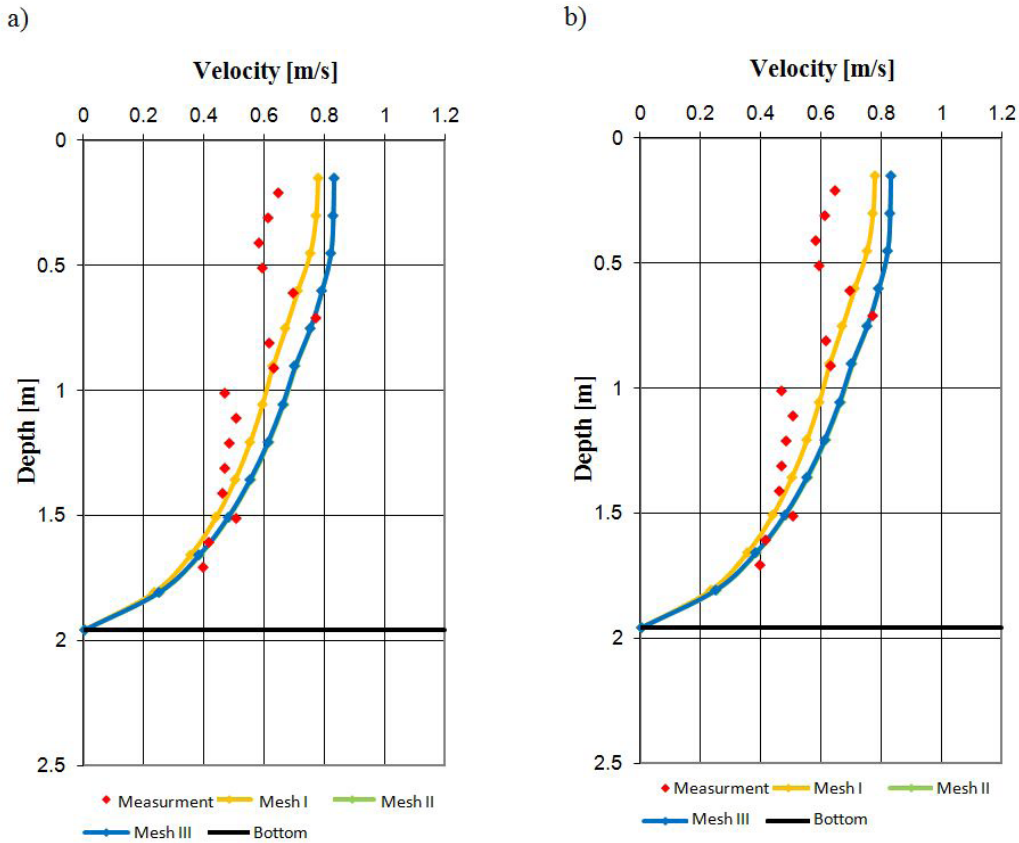 a)
Velocity [m/s]
0 0.2 0.4 0.6 0.8 1 1.2
0
0.5
1
1.5
2
2.5
Depth [m]
Measurment Mesh I Mesh II
Mesh III Bottom
b)
Velocity [m/s]
0 0.2 0.4 0.6 0.8 1 1.2
0
0.5
1
1.5
2
2.5
Depth [m]
Measurment Mesh I Mesh II
Mesh III Bottom